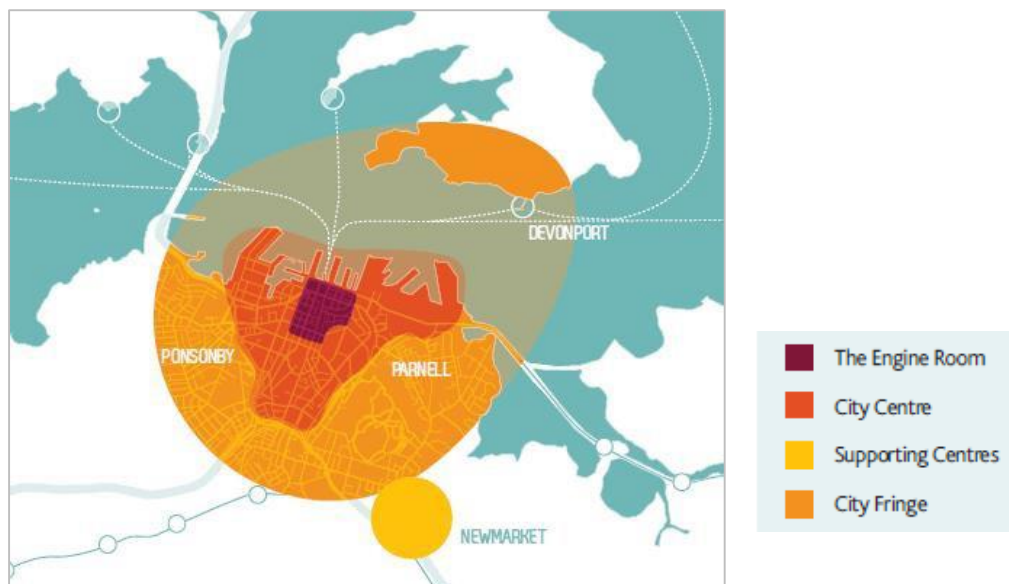 DEVONPORT
PONSONBY
PARNELL
NEWMARKET
The Engine Room
City Centre
Supporting Centres
City Fringe